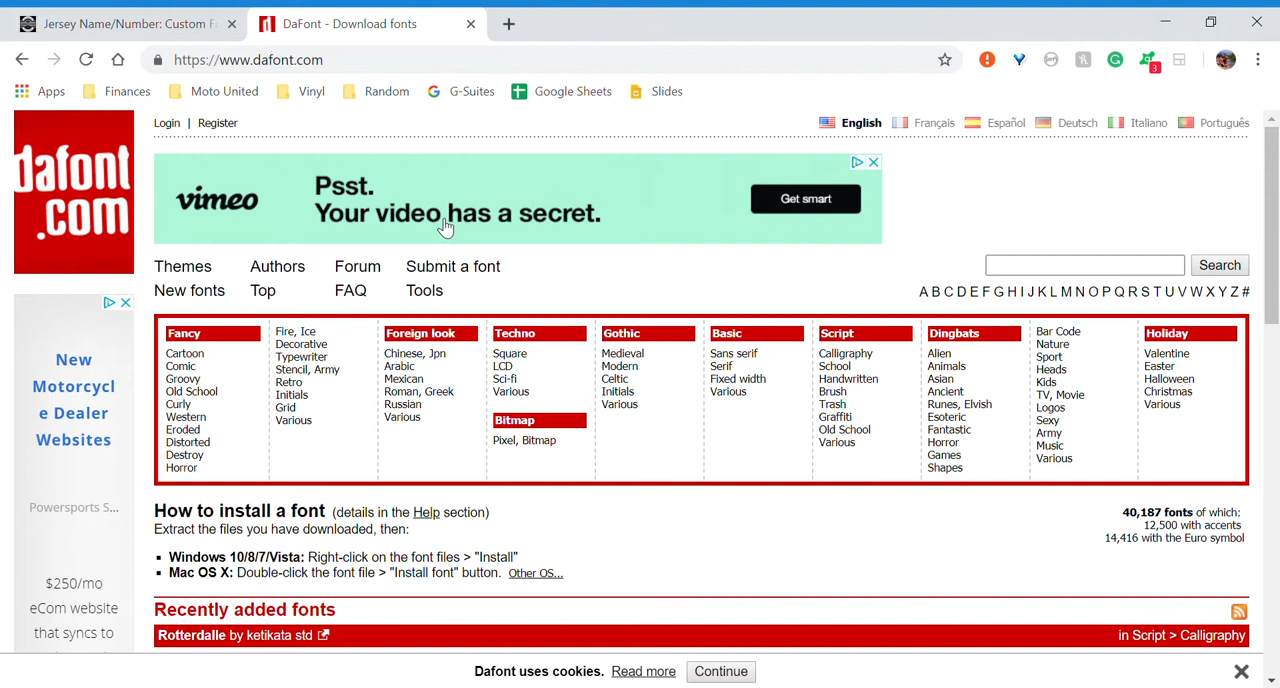 Jersey Name/Number: Custom F
DaFont - Download fonts
https://www.dafont.com
3
Apps
Finances
Moto United
Vinyl
Random
G-Suites
Google Sheets
Slides
dafont
.com
Login | Register
English
Français
Español
Deutsch
Italiano
Português
vimeo
Psst.
Your video has a secret.
Get smart
Themes Authors Forum Submit a font
New fonts Top FAQ Tools
Search
A B C D E F G H I J K L M N O P Q R S T U V W X Y Z #
Fancy
Cartoon
Comic
Groovy
Old School
Curly
Western
Eroded
Distorted
Destroy
Horror
Fire, Ice
Decorative
Typewriter
Stencil, Army
Retro
Initials
Grid
Various
Foreign look
Chinese, Jpn
Arabic
Mexican
Roman, Greek
Russian
Various
Techno
Square
LCD
Sci-fi
Various
Bitmap
Pixel, Bitmap
Gothic
Medieval
Modern
Celtic
Initials
Various
Basic
Sans serif
Serif
Fixed width
Various
Script
Calligraphy
School
Handwritten
Brush
Trash
Graffiti
Old School
Various
Dingbats
Alien
Animals
Asian
Ancient
Runes, Elvish
Esoteric
Fantastic
Horror
Games
Shapes
Bar Code
Nature
Sport
Heads
Kids
TV, Movie
Logos
Sexy
Army
Music
Various
Holiday
Valentine
Easter
Halloween
Christmas
Various
New
Motorcycl
e Dealer
Websites
Powersports S...
$250/mo
eCom website
that syncs to
How to install a font (details in the Help section)
Extract the files you have downloaded, then:
Windows 10/8/7/Vista: Right-click on the font files > "Install"
Mac OS X: Double-click the font file > "Install font" button. Other OS...
40,187 fonts of which:
12,500 with accents
14,416 with the Euro symbol
Recently added fonts
Rotterdalle by ketikata std
in Script > Calligraphy
Dafont uses cookies. Read more Continue